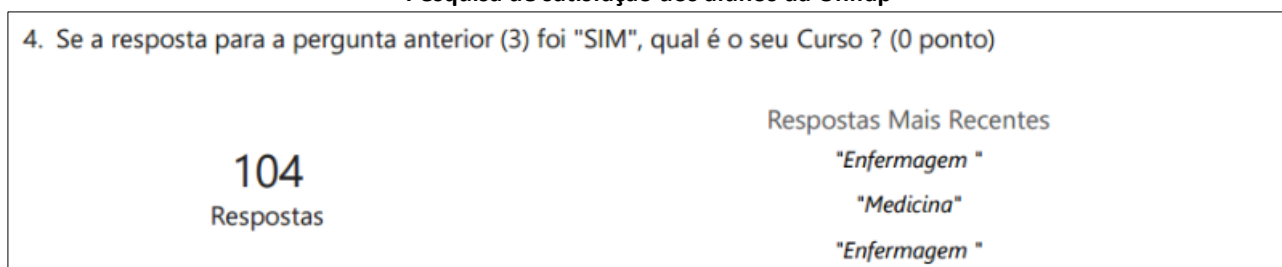 4. Se a resposta para a pergunta anterior (3) foi "SIM", qual é o seu Curso ? (0 ponto)
Respostas Mais Recentes
104
Respostas
"Enfermagem "
"Medicina"
"Enfermagem "